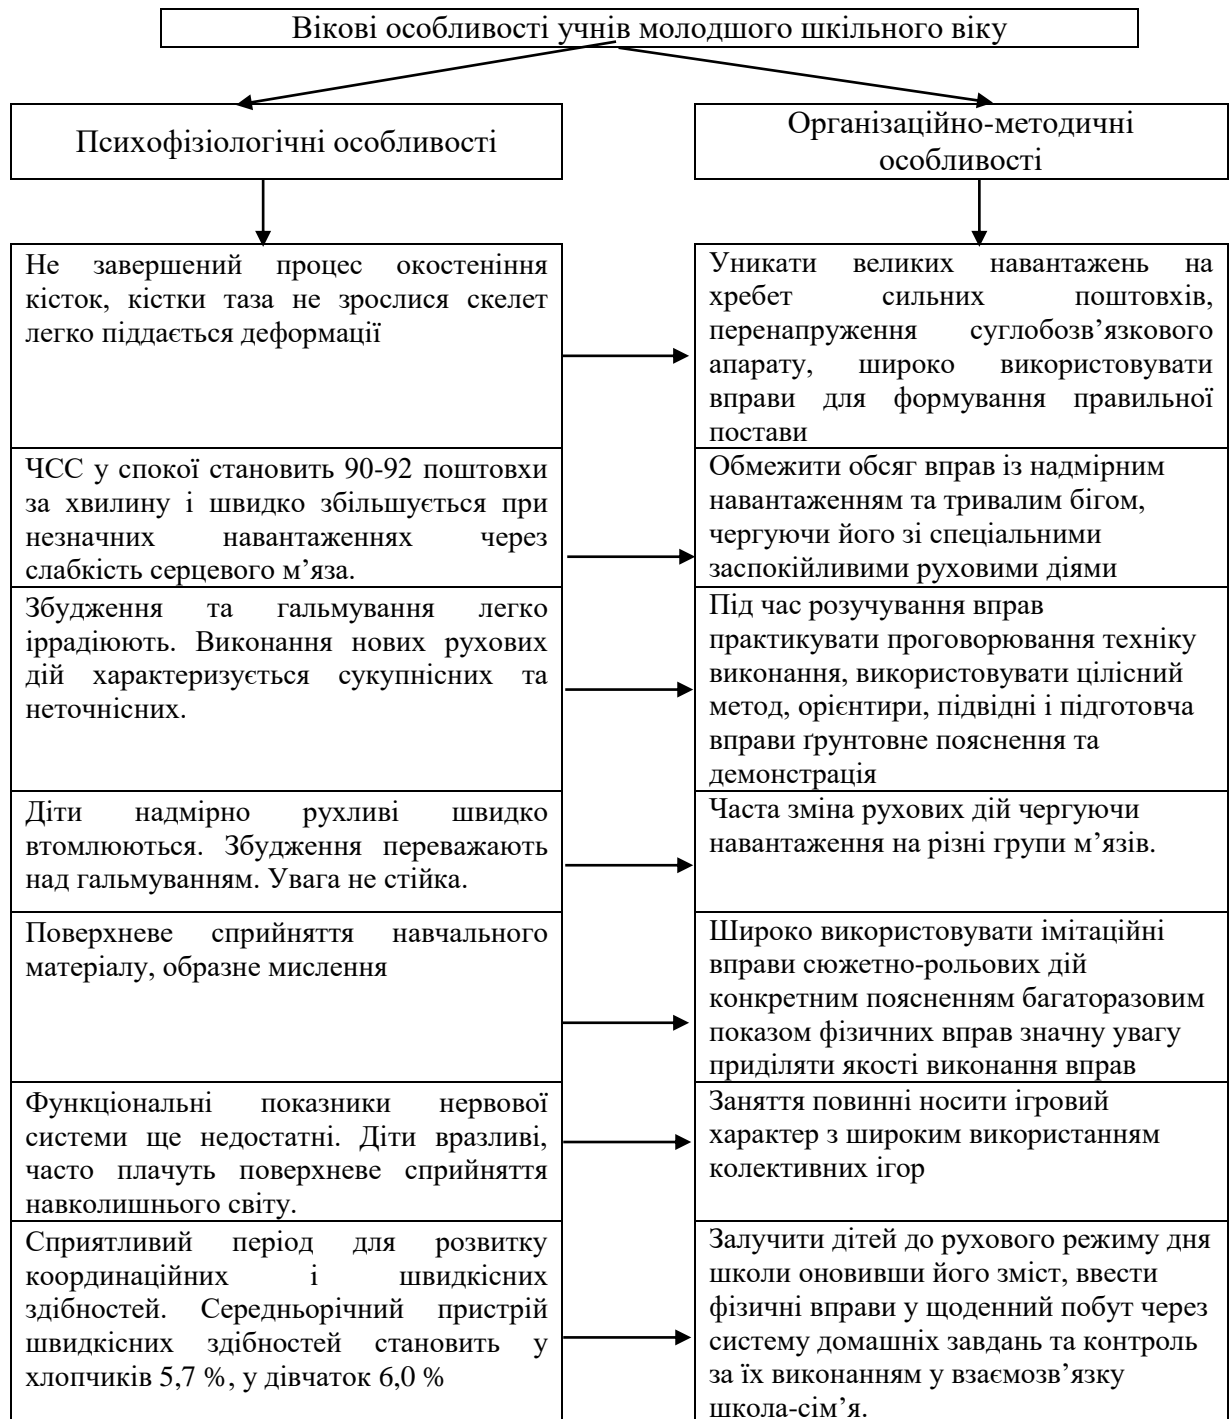 Вікові особливості учнів молодшого шкільного віку
Психофізіологічні особливості
Організаційно-методичні
особливості
Не завершений процес окостеніння
кісток, кістки таза не зрослися скелет
легко піддається деформації
Уникати великих навантажень на
хребет сильних поштовхів,
перенапруження суглобозв’язкового
апарату, широко використовувати
вправи для формування правильної
постави
ЧСС у спокої становить 90-92 поштовхи
за хвилину і швидко збільшується при
незначних навантаженнях через
слабкість серцевого м’яза.
Обмежити обсяг вправ із надмірним
навантаженням та тривалим бігом,
чергуючи його зі спеціальними
заспокійливими руховими діями
Збудження та гальмування легко
іррадіюють. Виконання нових рухових
дій характеризується сукупнісних та
неточнісних.
Під час розучування вправ
практикувати проговорювання техніку
виконання, використовувати цілісний
метод, орієнтири, підвідні і підготовча
вправи ґрунтовне пояснення та
демонстрація
Діти надмірно рухливі швидко
втомлюються. Збудження переважають
над гальмуванням. Увага не стійка.
Часта зміна рухових дій чергуючи
навантаження на різні групи м’язів.
Поверхневе сприйняття навчального
матеріалу, образне мислення
Широко використовувати імітаційні
вправи сюжетно-рольових дій
конкретним поясненням багаторазовим
показом фізичних вправ значну увагу
приділяти якості виконання вправ
Функціональні показники нервової
системи ще недостатні. Діти вразливі,
часто плачуть поверхневе сприйняття
навколишнього світу.
Заняття повинні носити ігровий
характер з широким використанням
колективних ігор
Сприятливий період для розвитку
координаційних і швидкісних
здібностей. Середньорічний пристрій
швидкісних здібностей становить у
хлопчиків 5,7 %, у дівчаток 6,0 %
Залучити дітей до рухового режиму дня
школи оновивши його зміст, ввести
фізичні вправи у щоденний побут через
систему домашніх завдань та контроль
за їх виконанням у взаємозв’язку
школа-сім’я.